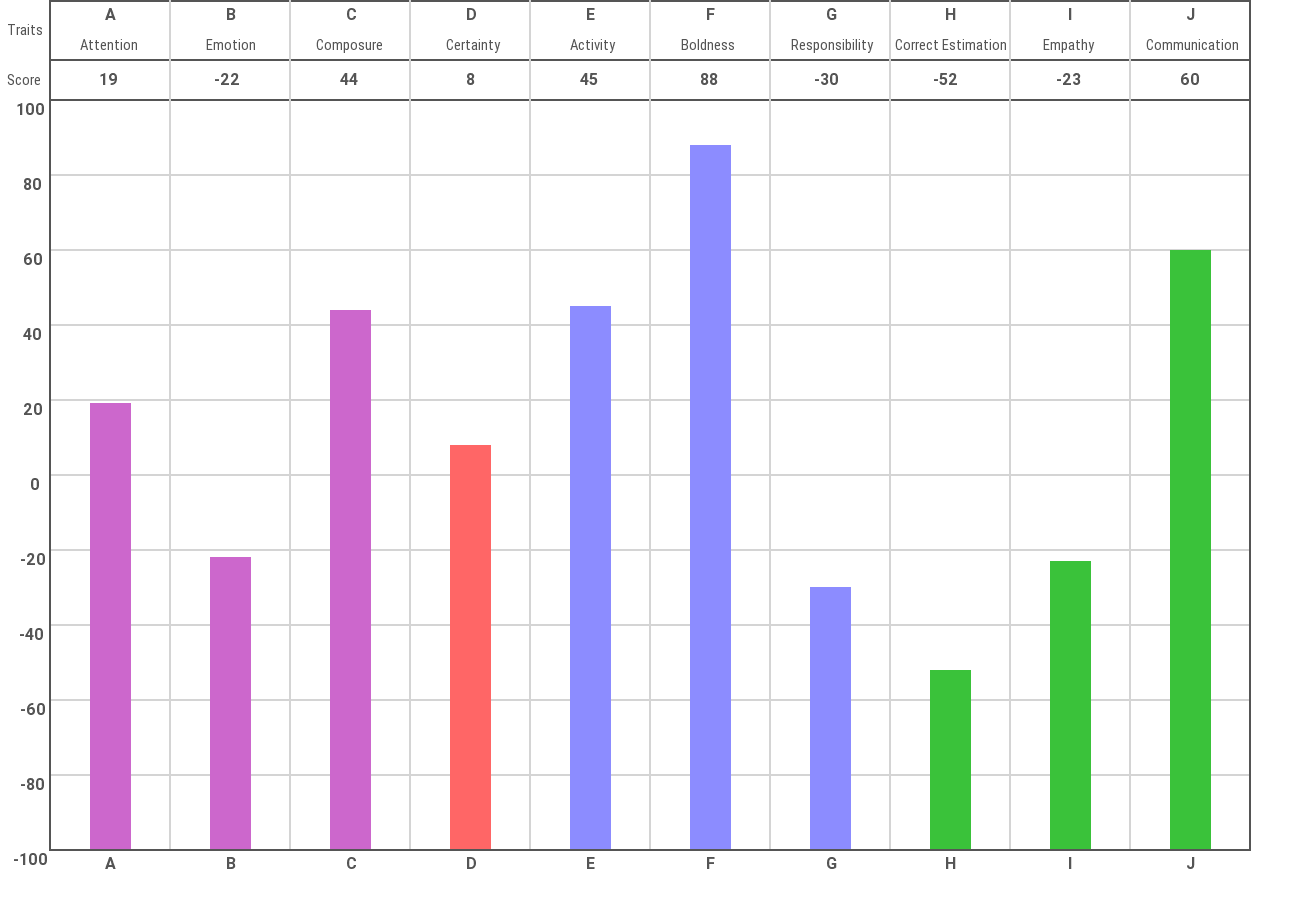 Traits
A B C D E F G H I J
Attention Emotion Composure Certainty Activity Boldness Responsibility Correct Estimation Empathy Communication
Score 19 -22 44 8 45 88 -30 -52 -23 60
100
80
60
40
20
0
-20
-40
-60
-80
-100
A B C D E F G H I J